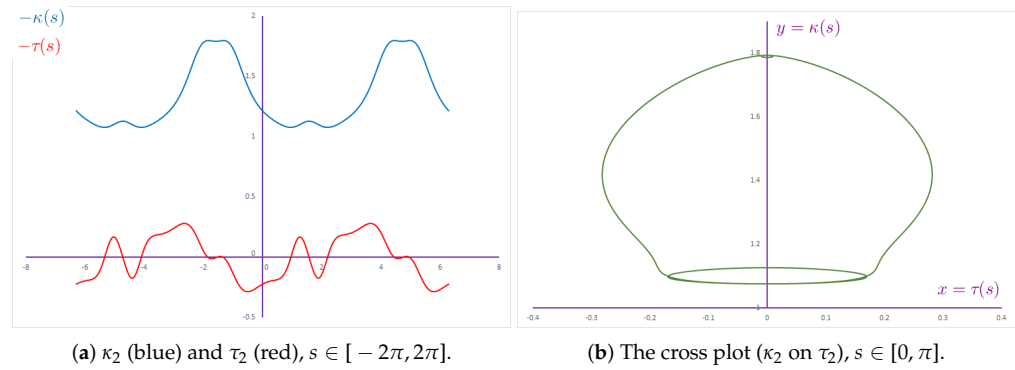 −κ(s)
−τ(s)
2
1.5
1
0.5
0
-0.5
-8 -6 -4 -2 0 2 4 6 8
(a) κ₂ (blue) and τ₂ (red), s ∈ [ − 2π, 2π].
y = κ(s)
1.8
1.6
1.4
1.2
1
x = τ(s)
-0.4 -0.3 -0.2 -0.1 0 0.1 0.2 0.3 0.4
(b) The cross plot (κ₂ on τ₂), s ∈ [0, π].